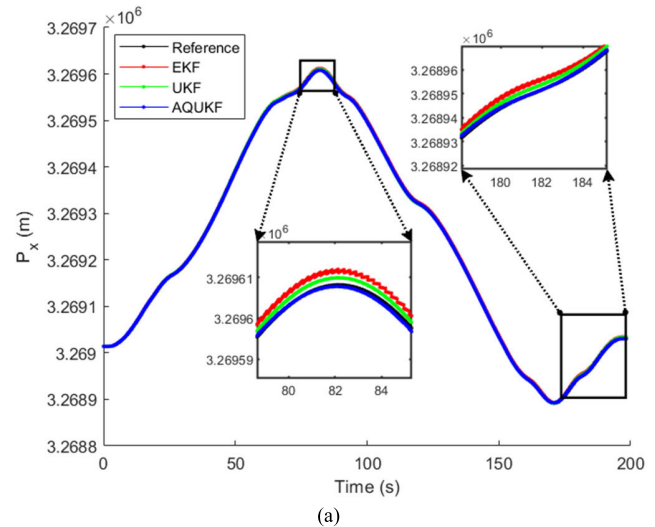 ×10⁶
3.2697
3.2696
3.2695
3.2694
3.2693
3.2692
3.2691
3.269
3.2689
3.2688
P_x (m)
Reference
EKF
UKF
AQUKF
×10⁶
3.26896
3.26895
3.26894
3.26893
3.26892
180 182 184
10⁶
3.26961
3.2696
3.26959
80 82 84
0 50 100 150 200
Time (s)
(a)